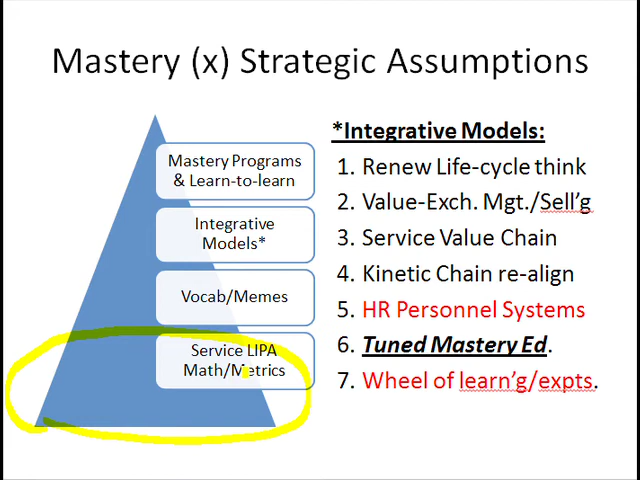 Mastery (x) Strategic Assumptions
Mastery Programs
& Learn-to-learn
Integrative
Models*
Vocab/Memes
Service LIPA
Math/Metrics
*Integrative Models:
1. Renew Life-cycle think
2. Value-Exch. Mgt./Sell'g
3. Service Value Chain
4. Kinetic Chain re-align
5. HR Personnel Systems
6. Tuned Mastery Ed.
7. Wheel of learn'g/expts.